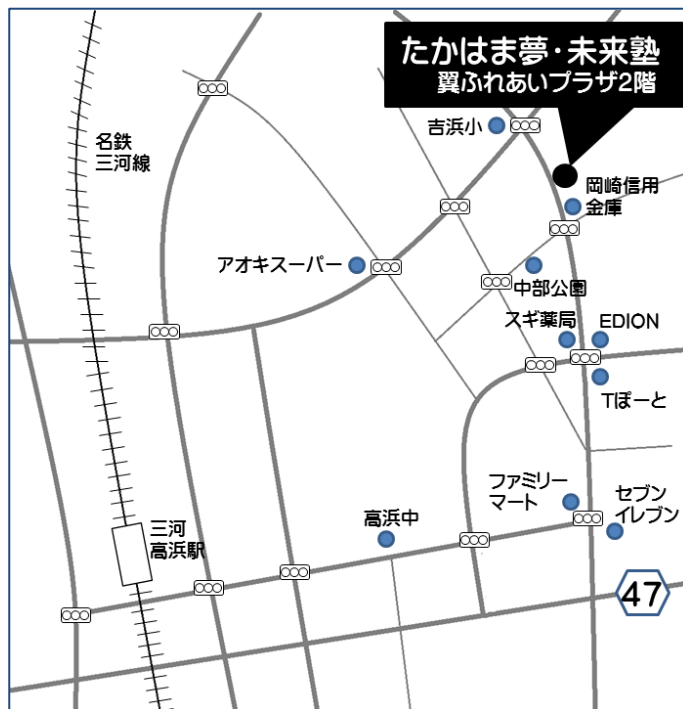 たかはま夢・未来塾
翼ふれあいプラザ2階
名鉄
三河線
吉浜小
岡崎信用
金庫
アオキスーパー
中部公園
スギ薬局
EDION
Tぽーと
ファミリー
マート
セブン
イレブン
高浜中
三河
高浜駅
47